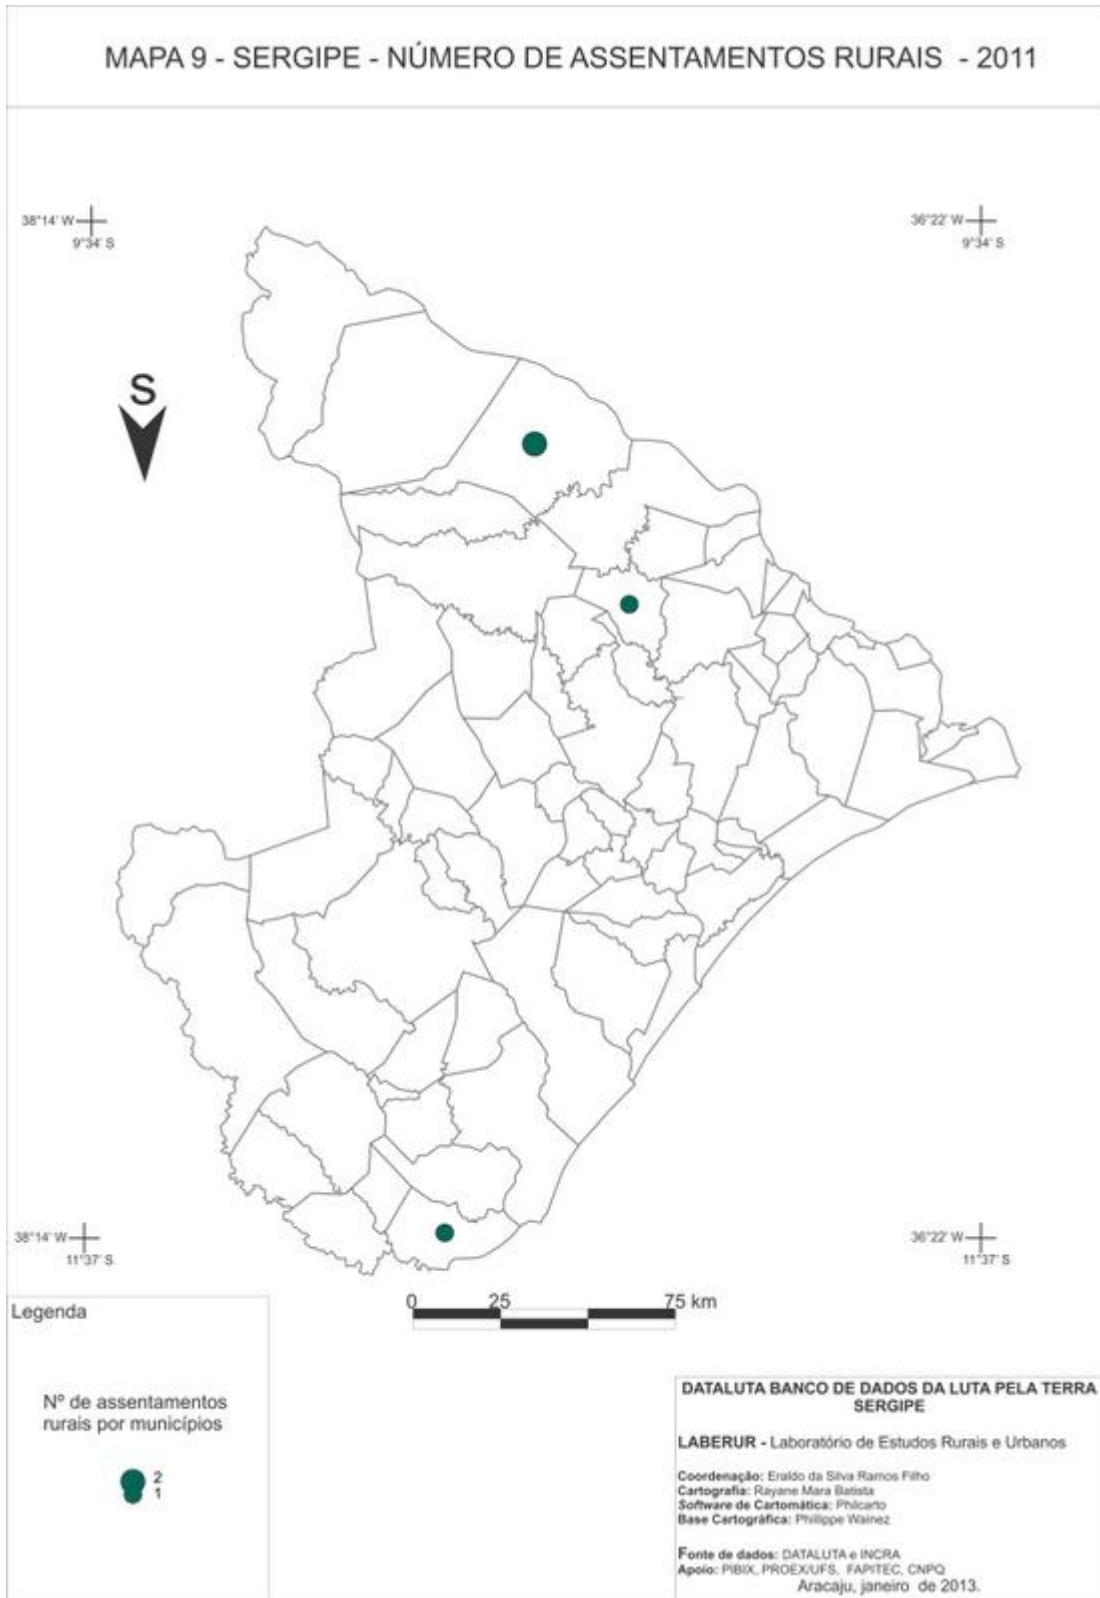 MAPA 9 - SERGIPE - NÚMERO DE ASSENTAMENTOS RURAIS - 2011
38°14' W
9°34' S
36°22' W
9°34' S
S
38°14' W
11°37' S
36°22' W
11°37' S
0 25 75 km
Legenda
Nº de assentamentos
rurais por municípios
2
1
DATALUTA BANCO DE DADOS DA LUTA PELA TERRA
SERGIPE
LABERUR - Laboratório de Estudos Rurais e Urbanos
Coordenação: Eraldo da Silva Ramos Filho
Cartografia: Rayane Mara Batista
Software de Cartomática: Philcarto
Base Cartográfica: Phillippe Wainez
Fonte de dados: DATALUTA e INCRA
Apoio: PIBIX, PROEX/UFS, FAPITEC, CNPQ
Aracaju, janeiro de 2013.